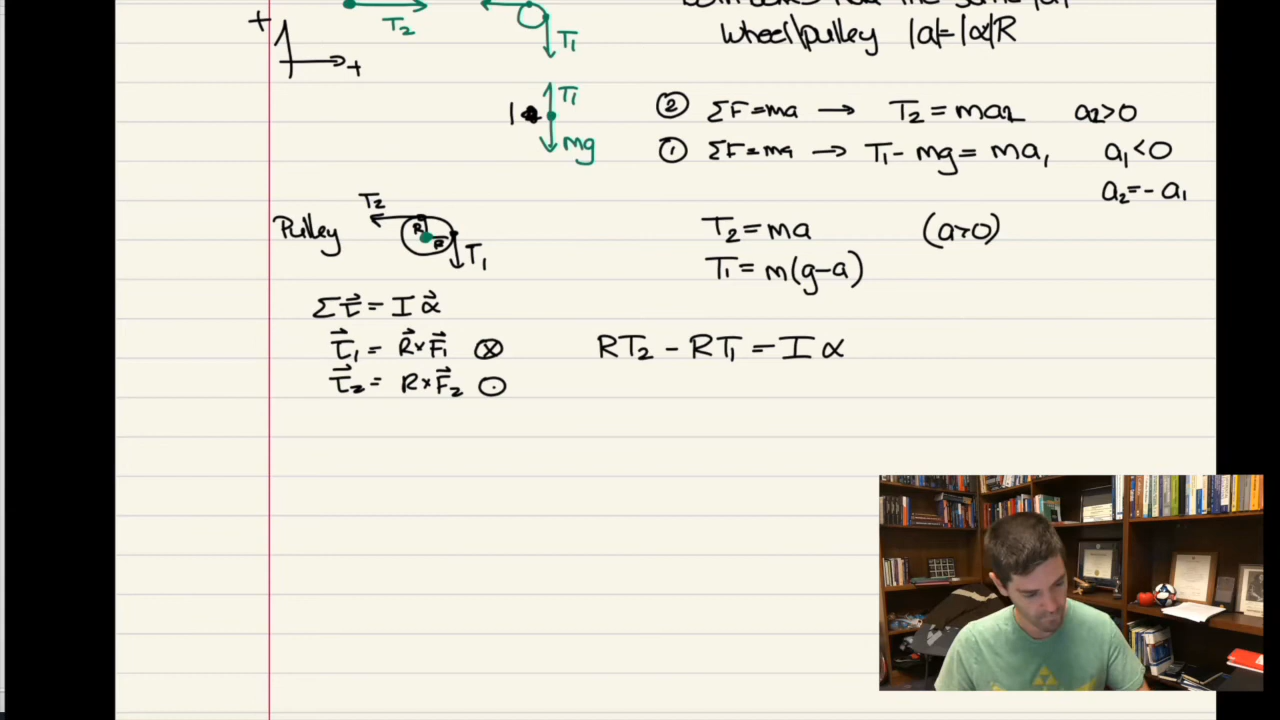 +
T₂
T₁
+
wheel/pulley |a|=|α|R
1 T₁
mg
② ΣF=ma → T₂=ma₂ a₂>0
① ΣF=ma → T₁-mg=ma₁ a₁<0
a₂=-a₁
Pulley T₂
R
R
T₁
T₂=ma (a>0)
T₁=m(g-a)
Στ⃗=Iα⃗
τ⃗₁=R⃗×F⃗₁ ⊗ RT₂-RT₁=Iα
τ⃗₂=R×F⃗₂ ⊙